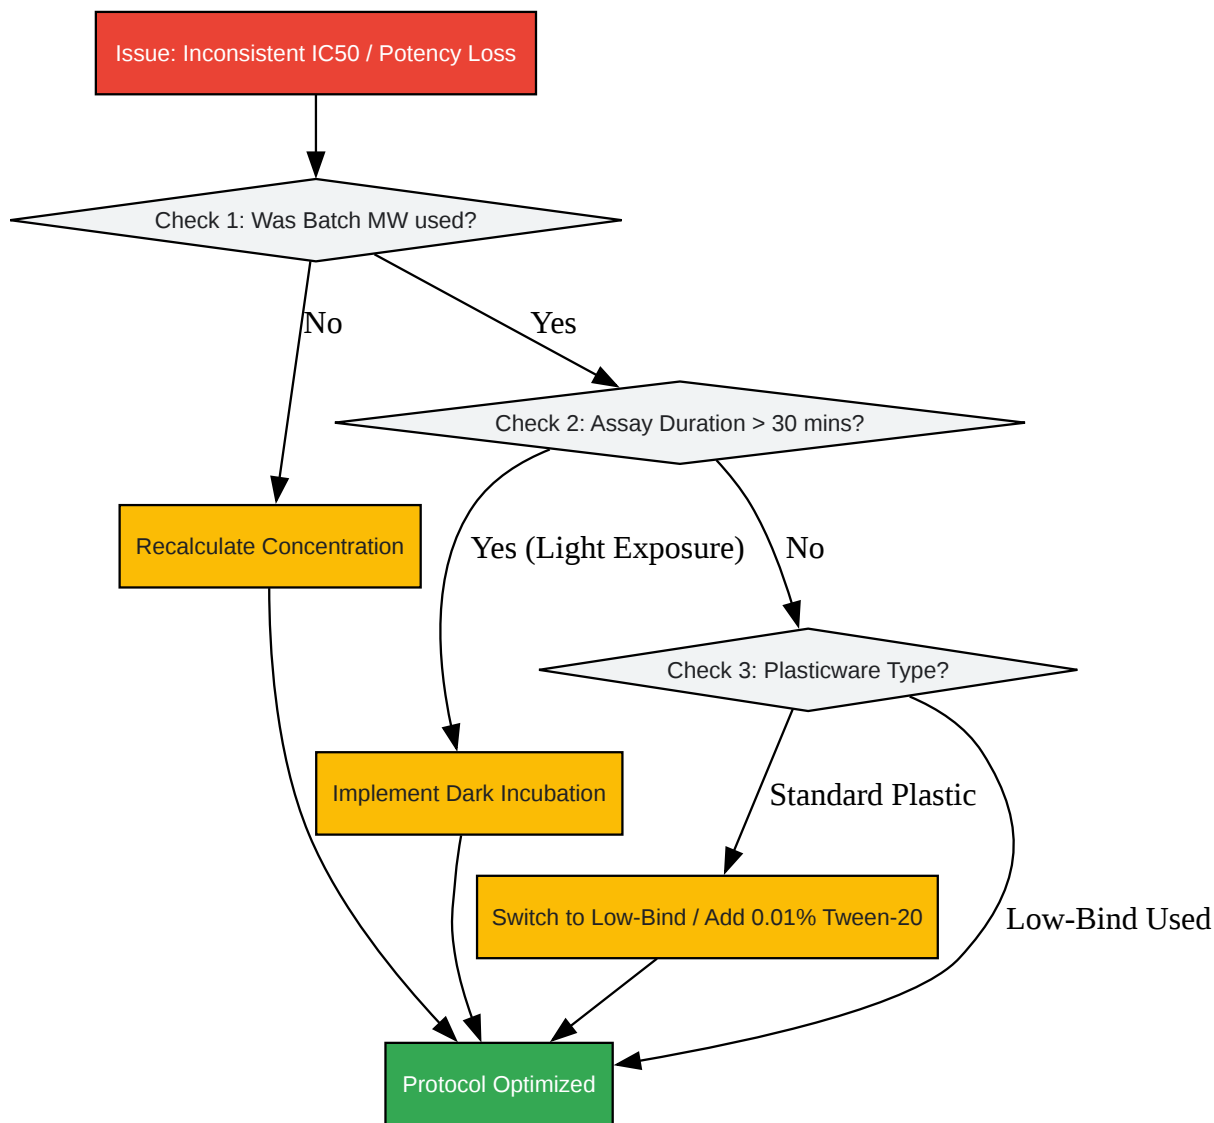 Issue: Inconsistent IC50 / Potency Loss
Check 1: Was Batch MW used?
No
Yes
Check 2: Assay Duration > 30 mins?
Recalculate Concentration
Yes (Light Exposure)
No
Check 3: Plasticware Type?
Implement Dark Incubation
Standard Plastic
Switch to Low-Bind / Add 0.01% Tween-20
Low-Bind Used
Protocol Optimized